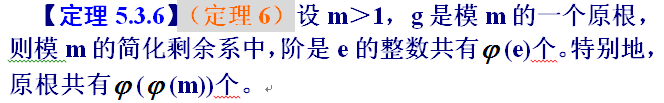 【定理 5.3.6】(定理 6）设 m＞1，g 是模 m 的一个原根，
则模 m 的简化剩余系中，阶是 e 的整数共有 φ(e)个。特别地，
原根共有 φ(φ(m))个。